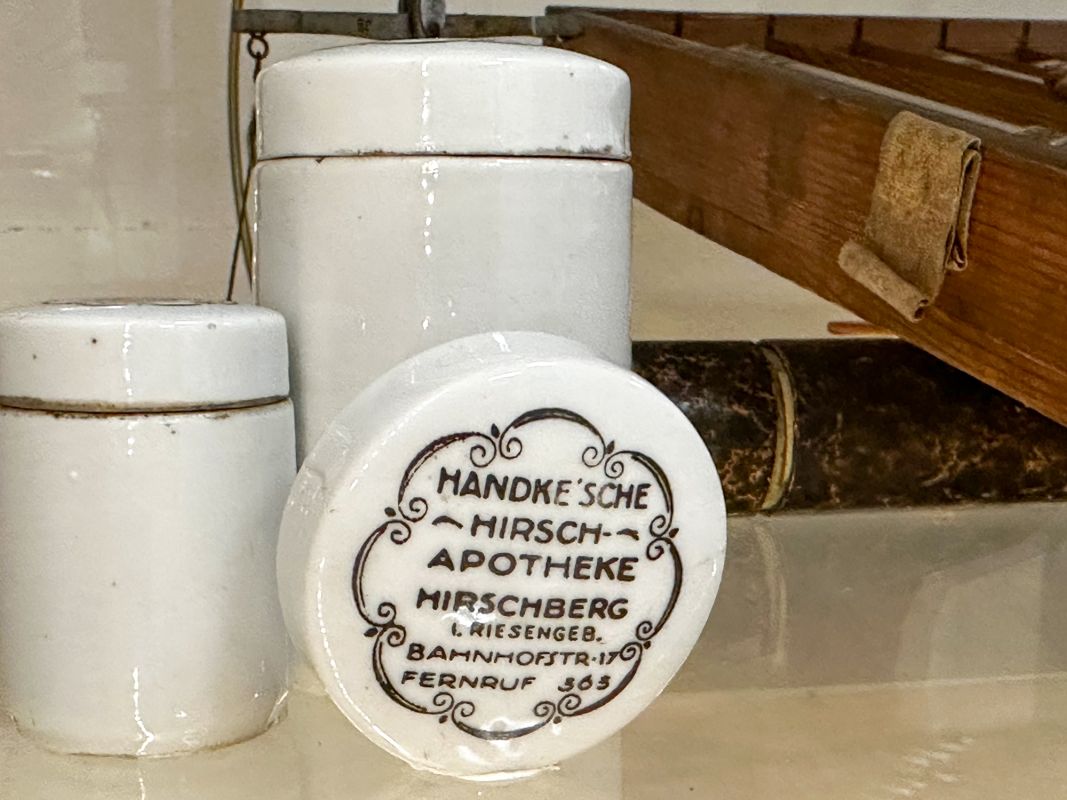 HANDKE'SCHE
HIRSCH-
APOTHEKE
HIRSCHBERG
I. RIESENGEB.
BAHNHOFSTR. 17
FERNRUF 363